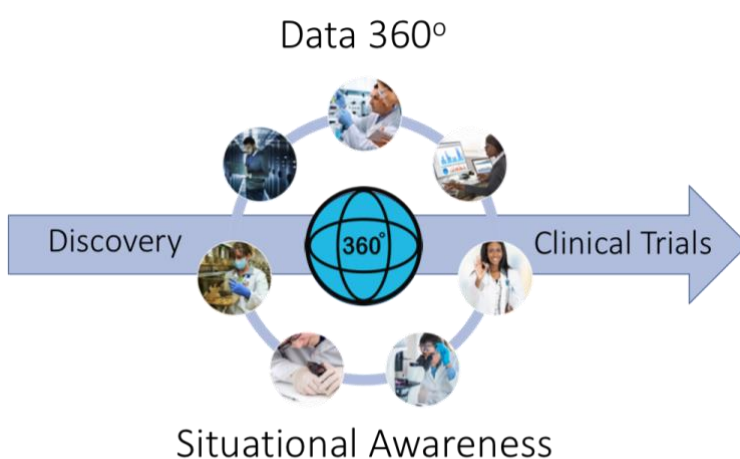 Data 360°
Discovery
360°
Clinical Trials
Situational Awareness